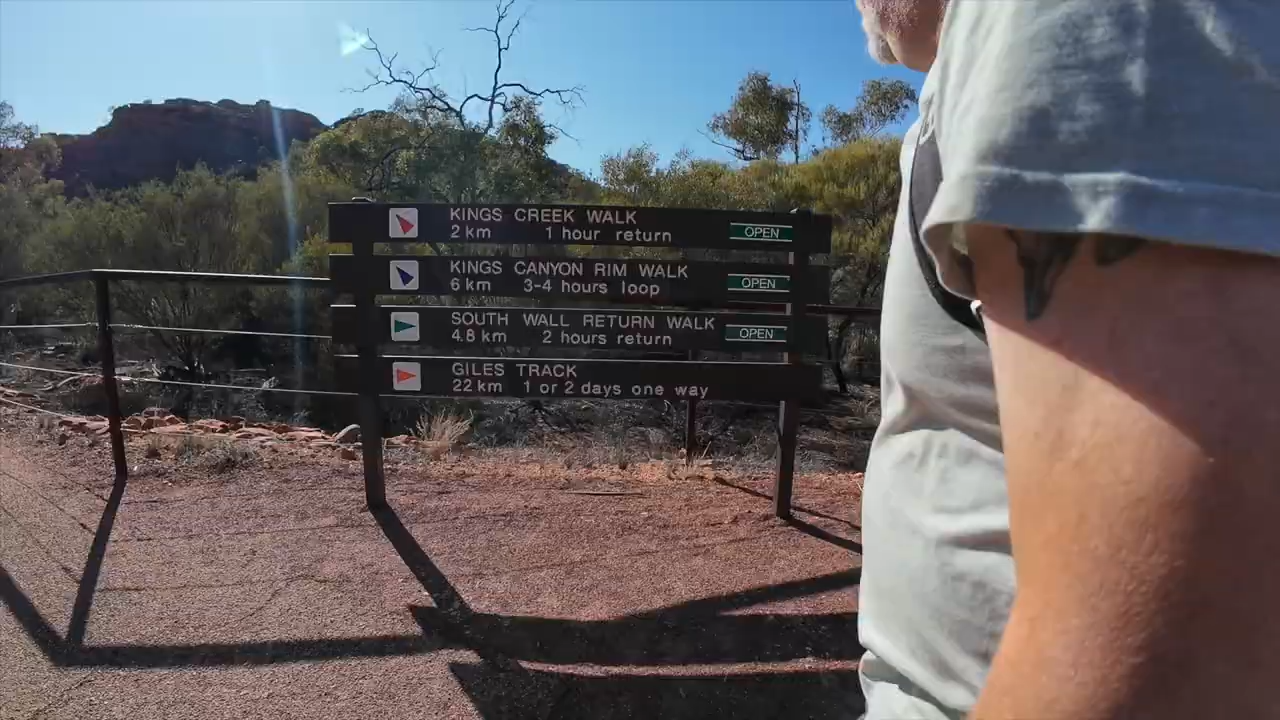 KINGS CREEK WALK
2 km 1 hour return OPEN
KINGS CANYON RIM WALK
6 km 3-4 hours loop OPEN
SOUTH WALL RETURN WALK
4.8 km 2 hours return OPEN
GILES TRACK
22 km 1 or 2 days one way